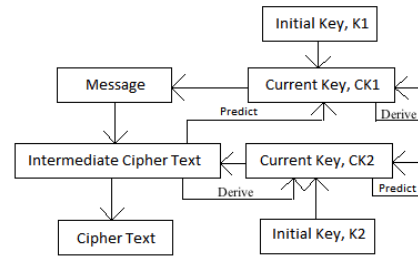 Initial Key, K1
Message
Current Key, CK1
Predict
Derive
Intermediate Cipher Text
Current Key, CK2
Derive
Predict
Cipher Text
Initial Key, K2